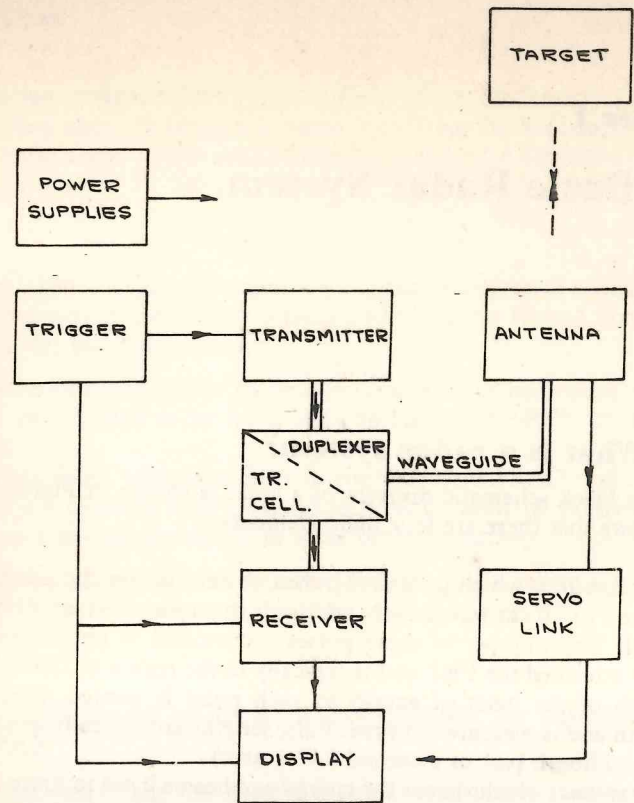 TARGET
POWER
SUPPLIES
TRIGGER
TRANSMITTER
ANTENNA
DUPLEXER
TR.
CELL.
WAVEGUIDE
RECEIVER
SERVO
LINK
DISPLAY